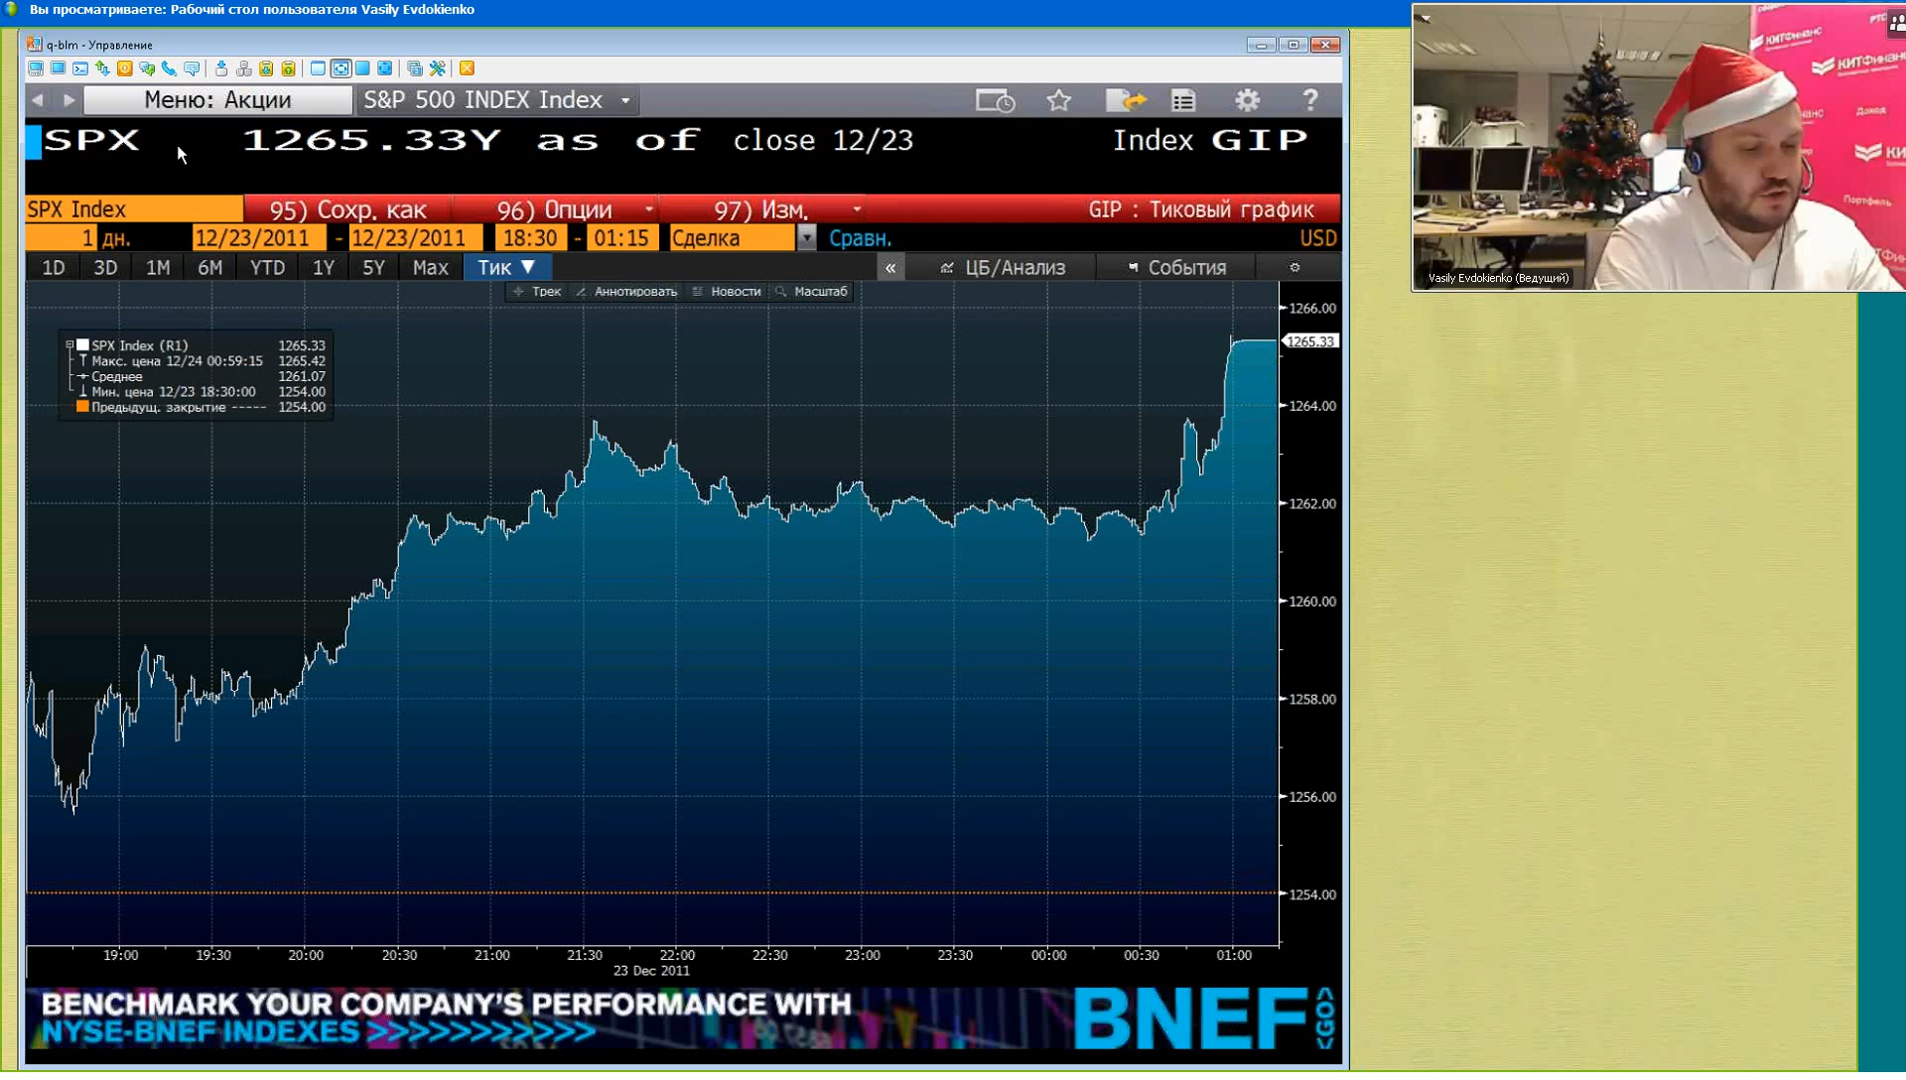 Вы просматриваете: Рабочий стол пользователя Vasily Evdokienko
q-blm - Управление
Меню: Акции
S&P 500 INDEX Index
?
SPX 1265.33Y as of close 12/23 Index GIP
SPX Index
95) Сохр. как
96) Опции
97) Изм.
GIP : Тиковый график
1 дн.
12/23/2011 - 12/23/2011
18:30 - 01:15
Сделка
Сравн.
USD
1D 3D 1M 6M YTD 1Y 5Y Max Тик ▼
«
ЦБ/Анализ
События
Трек
Аннотировать
Новости
Масштаб
SPX Index (R1) 1265.33
Макс. цена 12/24 00:59:15 1265.42
Среднее 1261.07
Мин. цена 12/23 18:30:00 1254.00
Предыдущ. закрытие ----- 1254.00
1266.00
1265.33
1264.00
1262.00
1260.00
1258.00
1256.00
1254.00
19:00 19:30 20:00 20:30 21:00 21:30 22:00 22:30 23:00 23:30 00:00 00:30 01:00
23 Dec 2011
BENCHMARK YOUR COMPANY'S PERFORMANCE WITH
NYSE-BNEF INDEXES >>>>>>>>>>>
BNEF
<GO>
КИТФинанс
КИТФинанс
Доход
Портфель
Vasily Evdokienko (Ведущий)